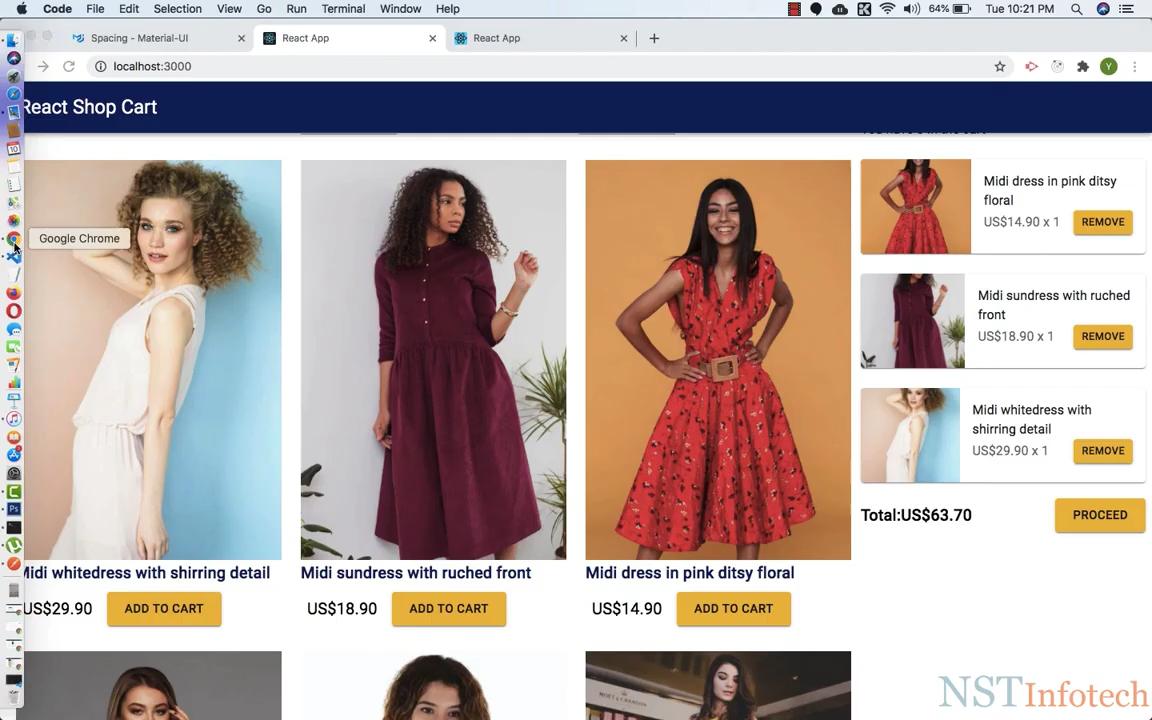 Code File Edit Selection View Go Run Terminal Window Help 64% Tue 10:21 PM
Spacing - Material-UI React App React App
localhost:3000 Y
React Shop Cart
Google Chrome
Midi whitedress with shirring detail
US$29.90 ADD TO CART
Midi sundress with ruched front
US$18.90 ADD TO CART
Midi dress in pink ditsy floral
US$14.90 ADD TO CART
MOËT & CHANDON
Midi dress in pink ditsy
floral
US$14.90 x 1 REMOVE
Midi sundress with ruched
front
US$18.90 x 1 REMOVE
Midi whitedress with
shirring detail
US$29.90 x 1 REMOVE
Total:US$63.70 PROCEED
NSTInfotech